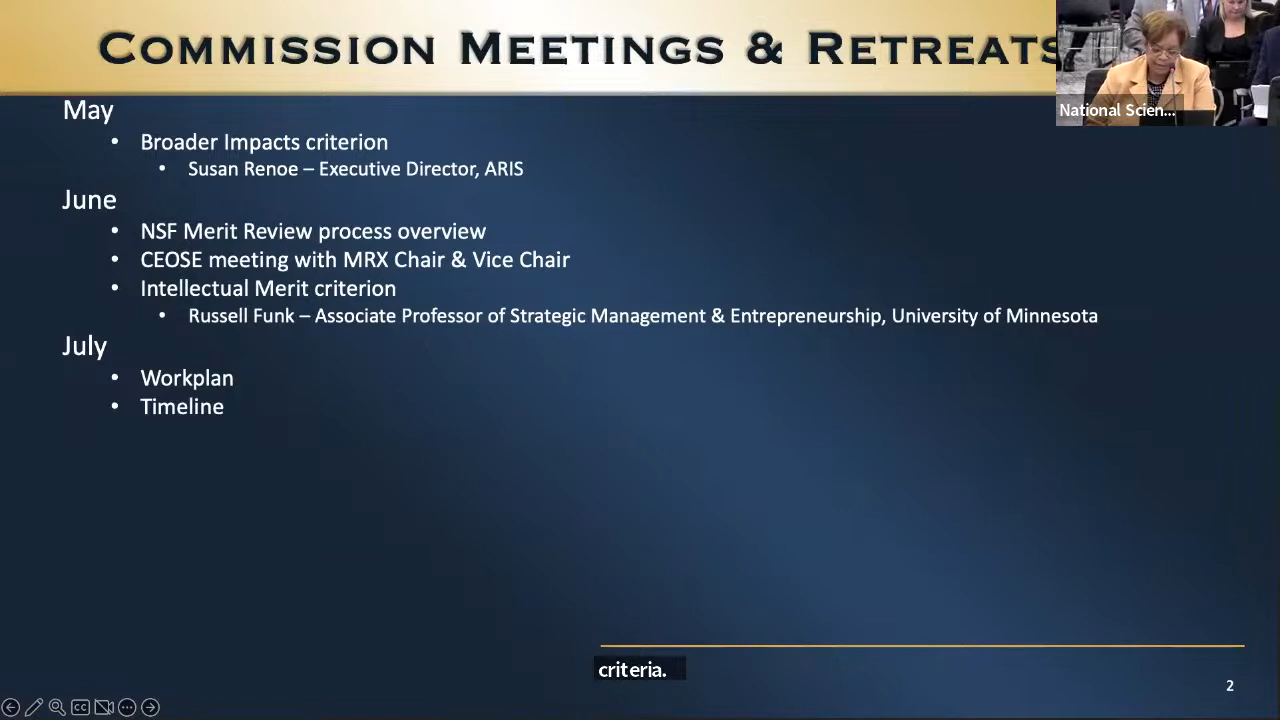 COMMISSION MEETINGS & RETREATS
National Scien...
May
• Broader Impacts criterion
• Susan Renoe – Executive Director, ARIS
June
• NSF Merit Review process overview
• CEOSE meeting with MRX Chair & Vice Chair
• Intellectual Merit criterion
• Russell Funk – Associate Professor of Strategic Management & Entrepreneurship, University of Minnesota
July
• Workplan
• Timeline
criteria.
2
CC